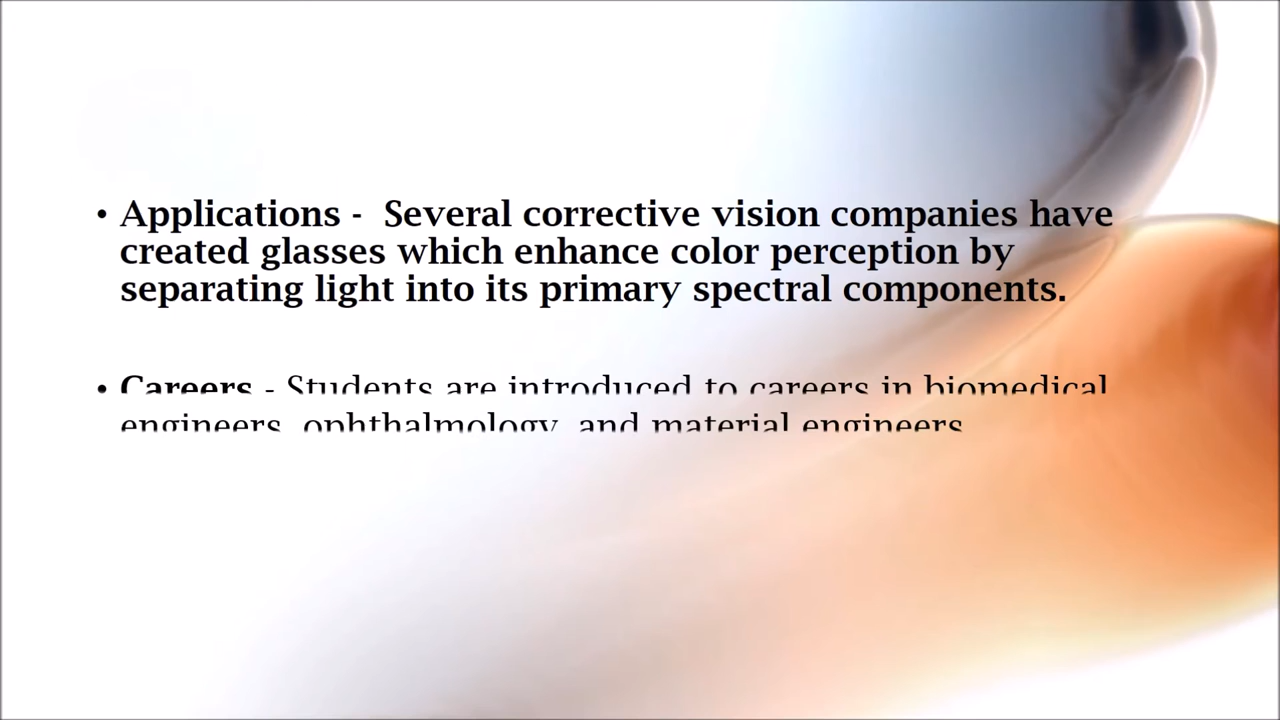 • Applications -  Several corrective vision companies have
created glasses which enhance color perception by
separating light into its primary spectral components.
• Careers - Students are introduced to careers in biomedical
engineers, ophthalmology, and material engineers